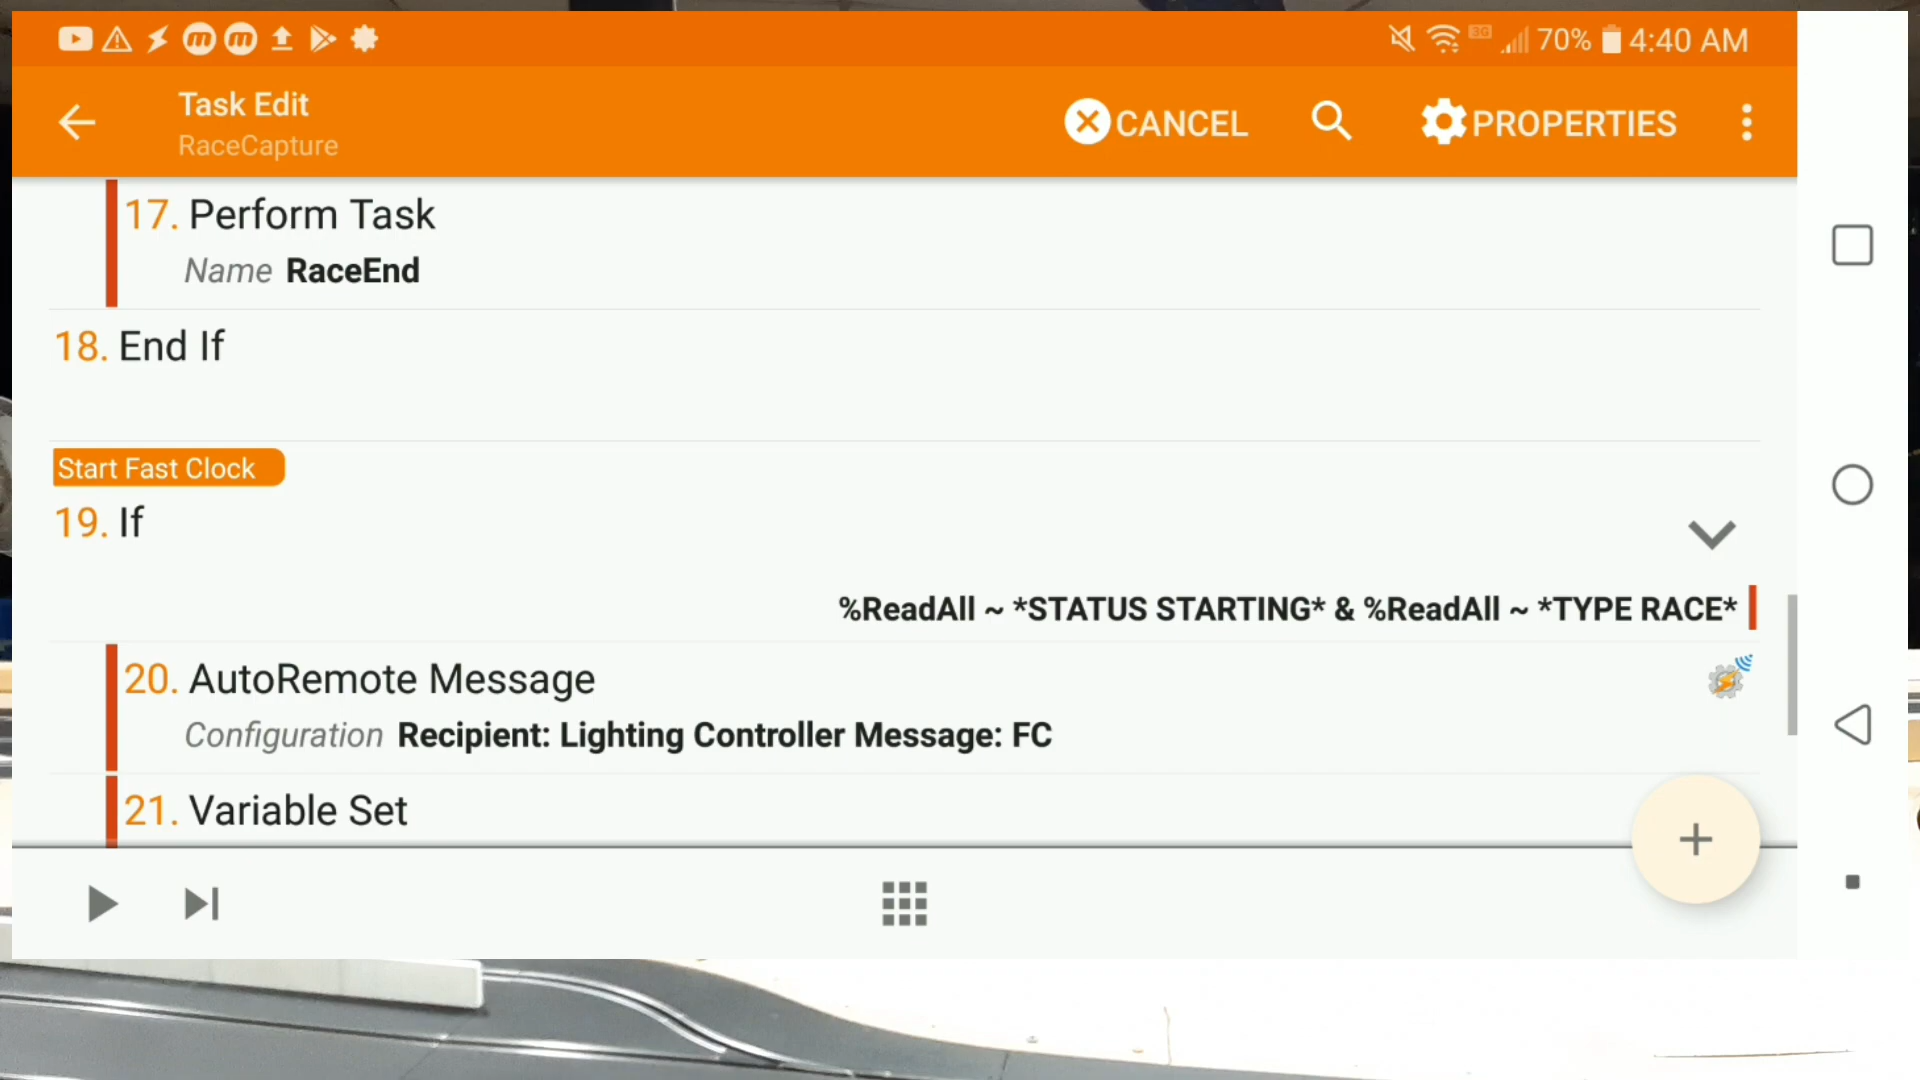 3G 70% 4:40 AM
Task Edit
RaceCapture
CANCEL
PROPERTIES
17. Perform Task
Name RaceEnd
18. End If
Start Fast Clock
19. If
%ReadAll ~ *STATUS STARTING* & %ReadAll ~ *TYPE RACE*
20. AutoRemote Message
Configuration Recipient: Lighting Controller Message: FC
21. Variable Set